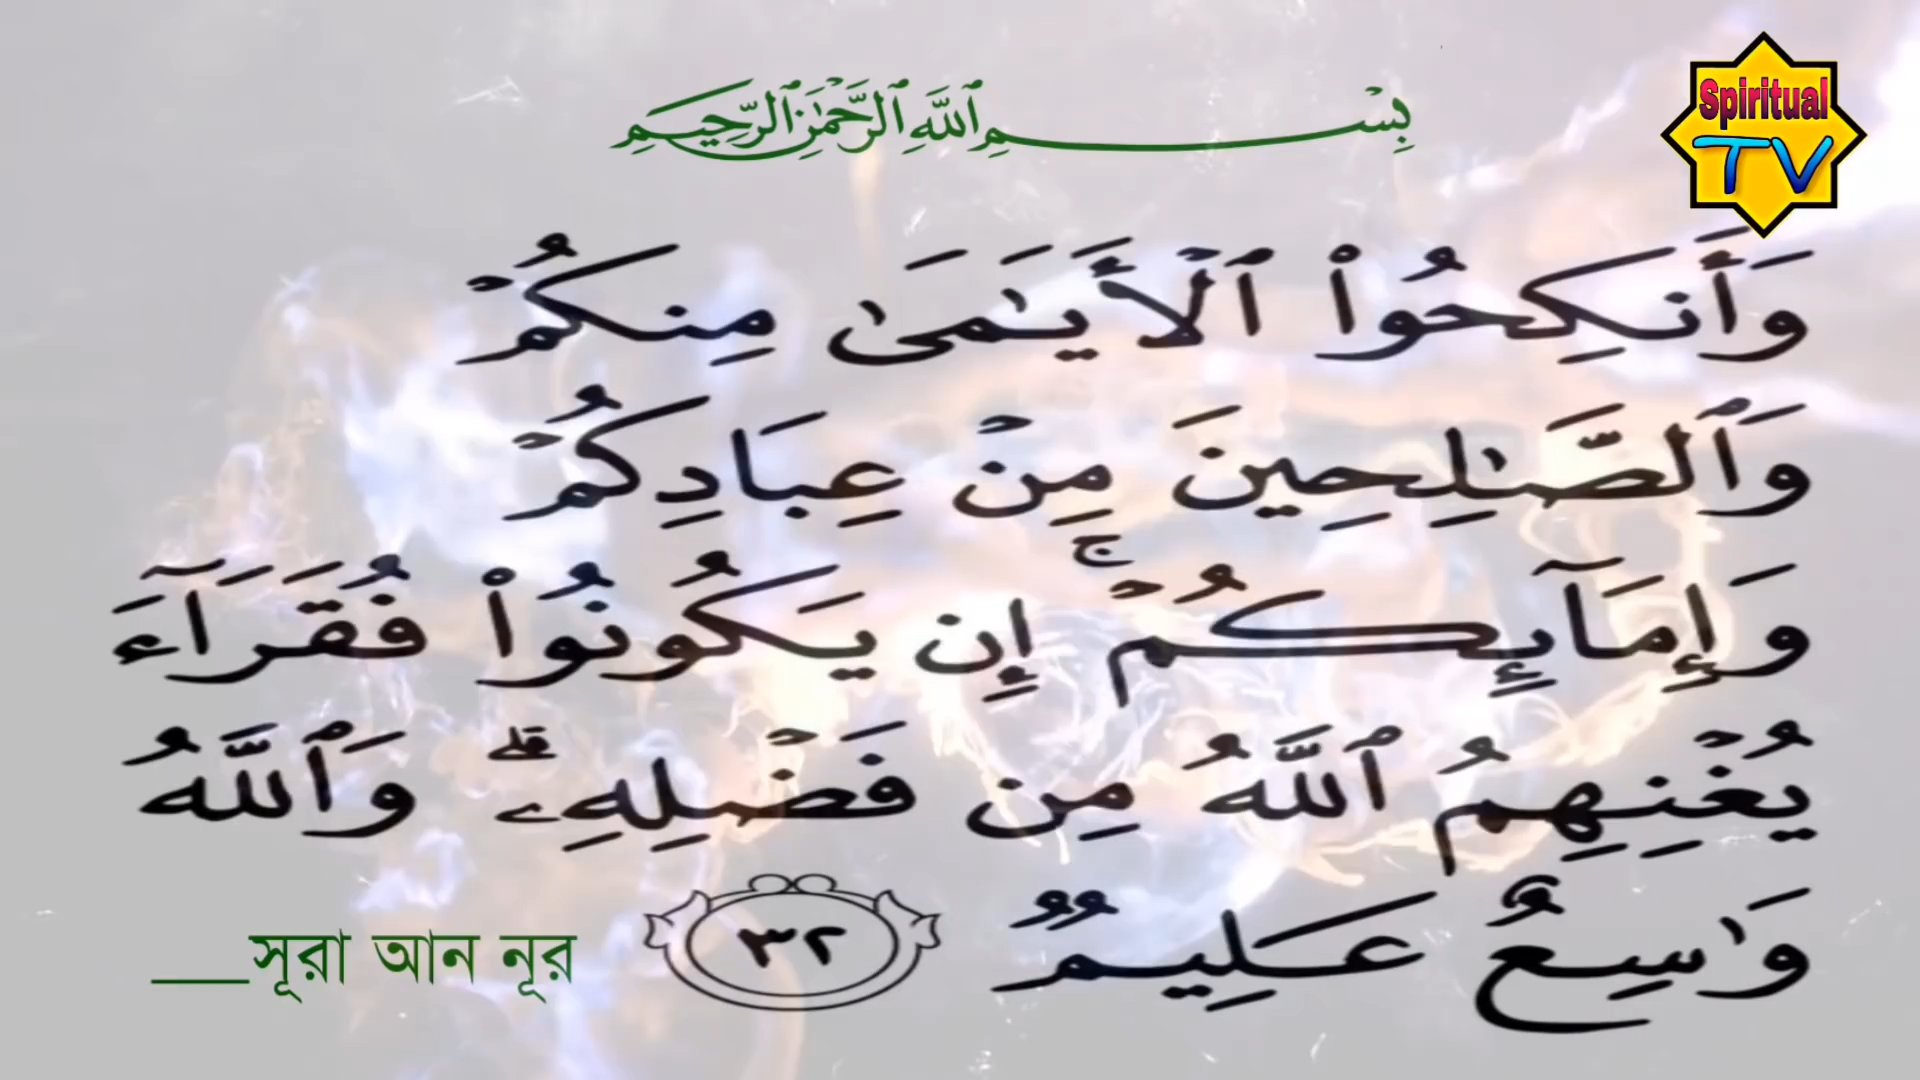 بِسْمِ ٱللَّهِ ٱلرَّحْمَٰنِ ٱلرَّحِيمِ
Spiritual
TV
وَأَنكِحُوا۟ ٱلْأَيَـٰمَىٰ مِنكُمْ
وَٱلصَّـٰلِحِينَ مِنْ عِبَادِكُمْ
وَإِمَآئِكُمْ ۚ إِن يَكُونُوا۟ فُقَرَآءَ
يُغْنِهِمُ ٱللَّهُ مِن فَضْلِهِۦ ۗ وَٱللَّهُ
وَٰسِعٌ عَلِيمٌ ٣٢
___সূরা আন নূর